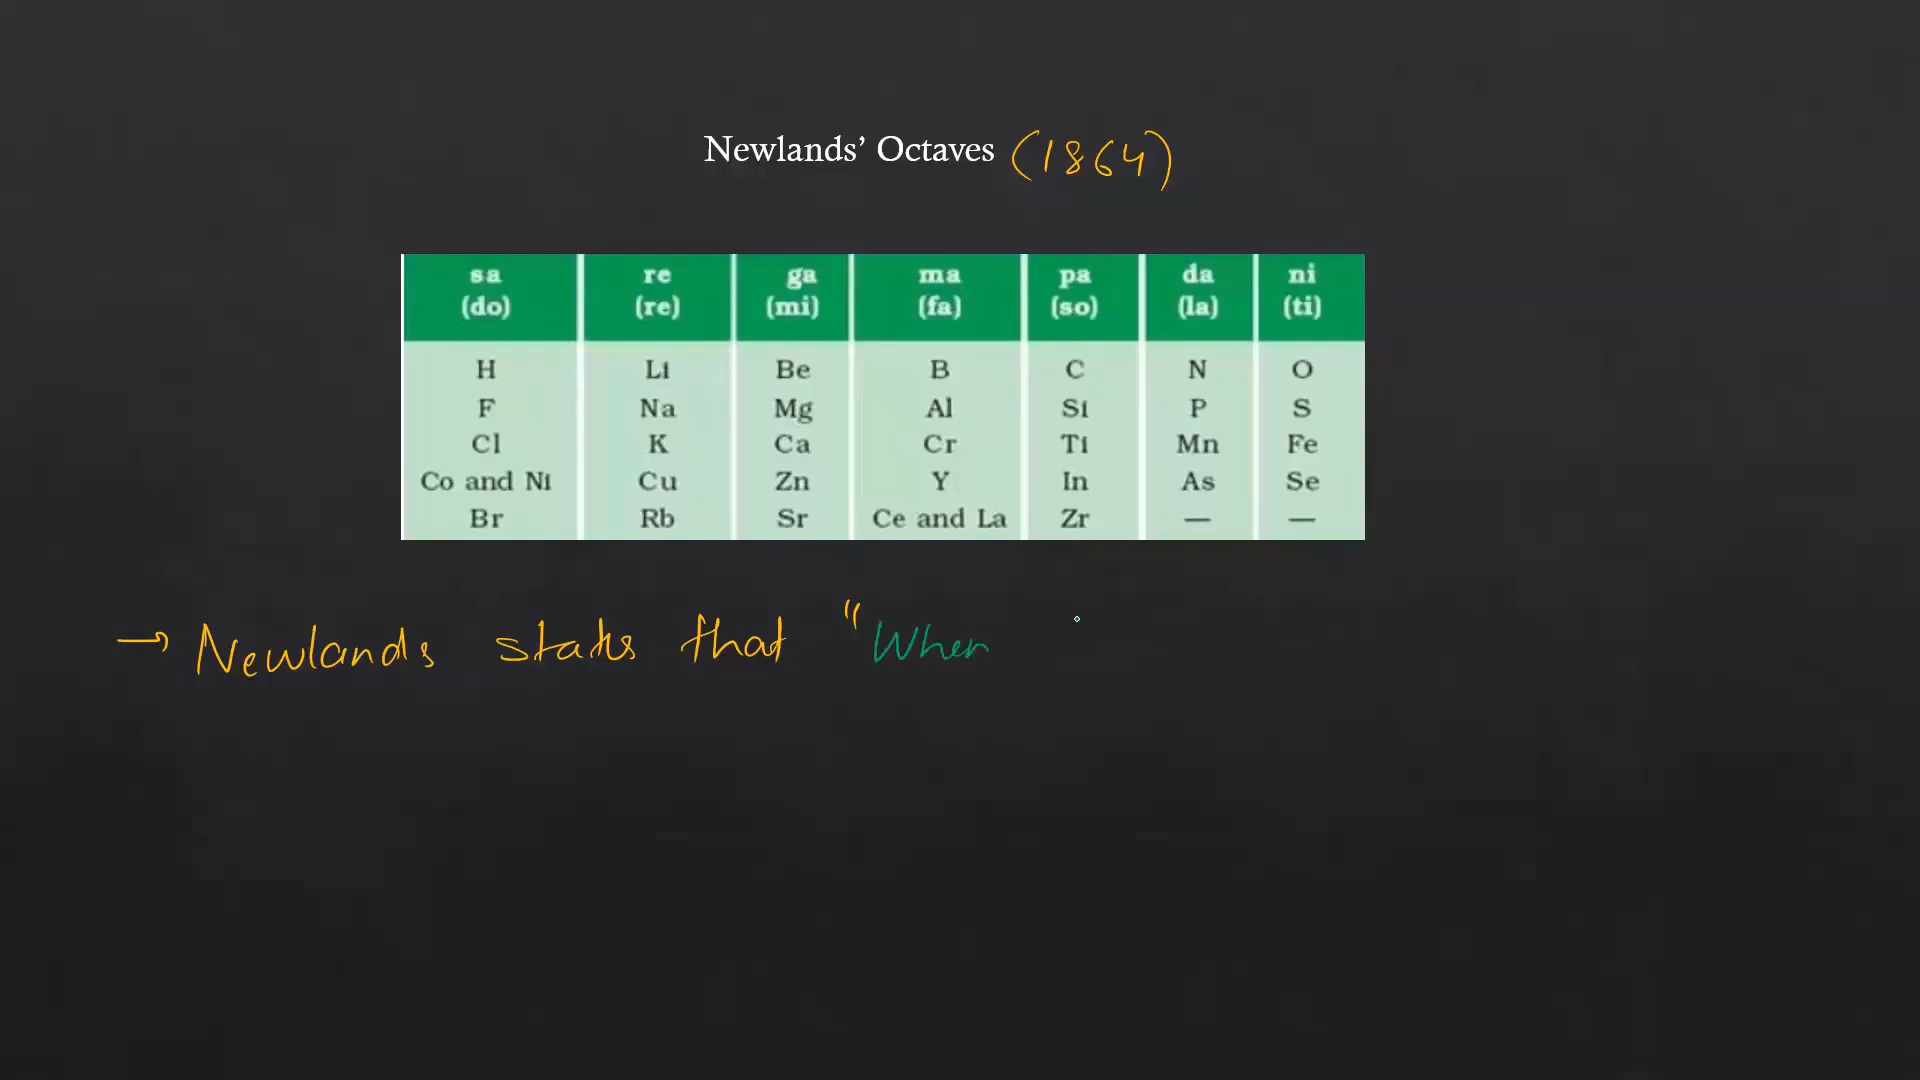 Newlands’ Octaves (1864)
sa re ga ma pa da ni
(do) (re) (mi) (fa) (so) (la) (ti)
H Li Be B C N O
F Na Mg Al Si P S
Cl K Ca Cr Ti Mn Fe
Co and Ni Cu Zn Y In As Se
Br Rb Sr Ce and La Zr — —
→ Newlands states that “When